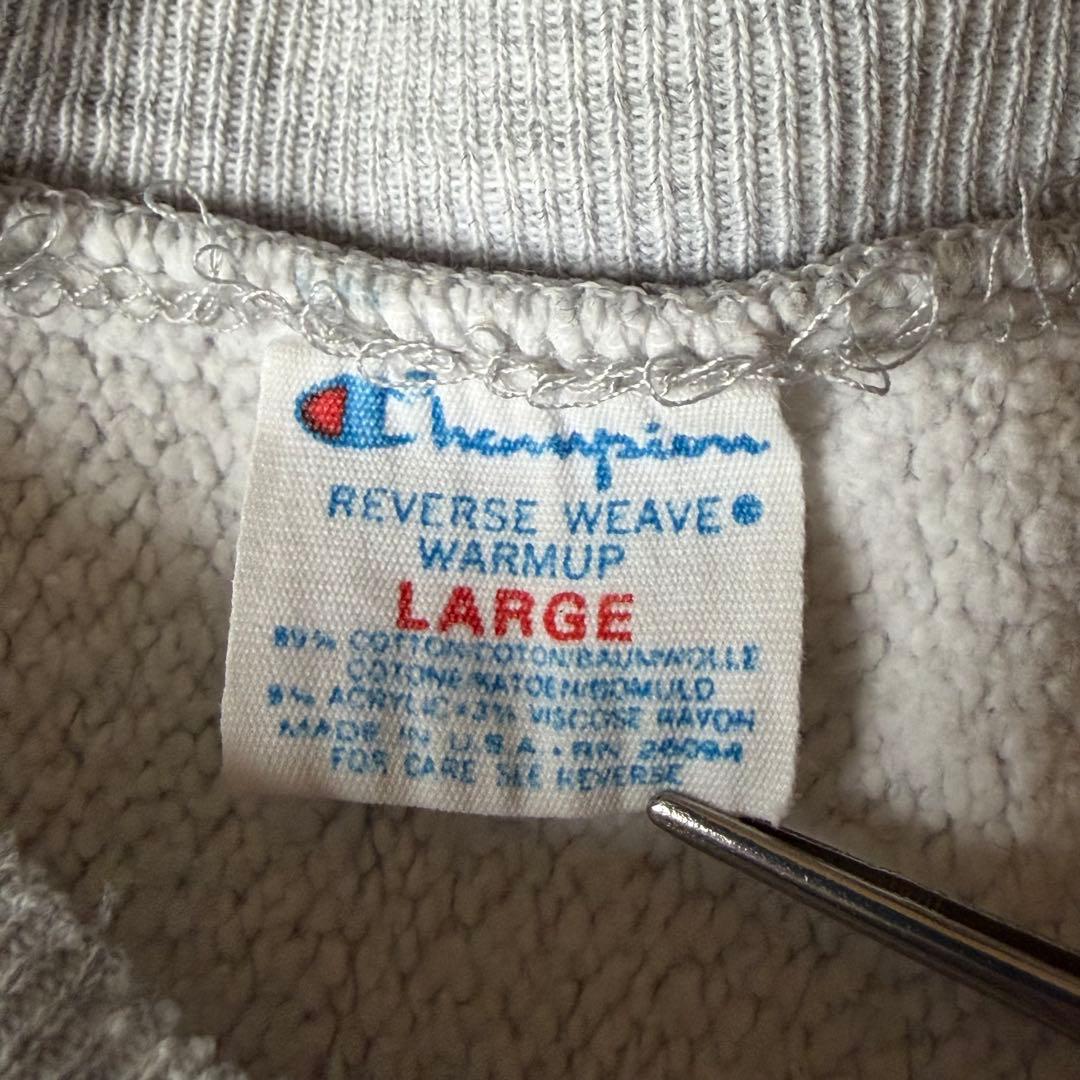 Champion
REVERSE WEAVE®
WARMUP
LARGE
89% COTTON/COTON/BAUMWOLLE
COTONE/KATOEN/BOMULD
9% ACRYLIC•3% VISCOSE RAYON
MADE IN U.S.A.•RN 26094
FOR CARE SEE REVERSE